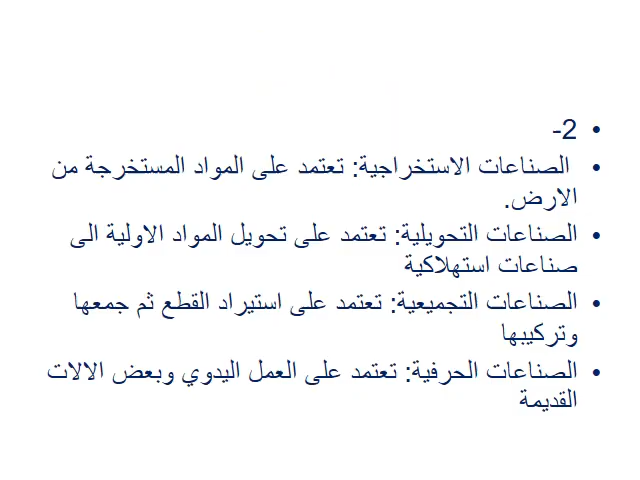 • 2-
• الصناعات الاستخراجية: تعتمد على المواد المستخرجة من
الارض.
• الصناعات التحويلية: تعتمد على تحويل المواد الاولية الى
صناعات استهلاكية
• الصناعات التجميعية: تعتمد على استيراد القطع ثم جمعها
وتركيبها
• الصناعات الحرفية: تعتمد على العمل اليدوي وبعض الالات
القديمة